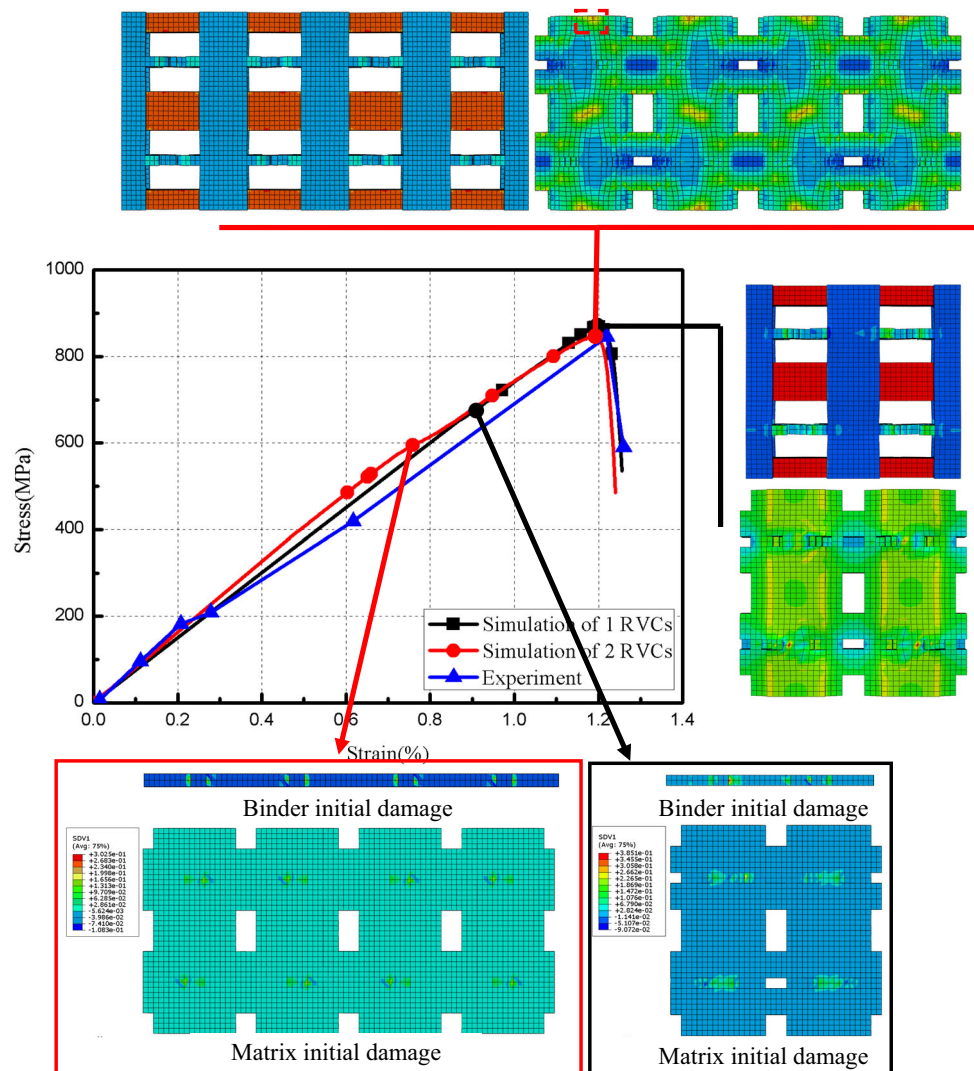 1000
800
600
400
200
0
Stress(MPa)
Simulation of 1 RVCs
Simulation of 2 RVCs
Experiment
0.0 0.2 0.4 0.6 0.8 1.0 1.2 1.4
Strain(%)
Binder initial damage
SDV1
(Avg: 75%)
+3.025e-01
+2.683e-01
+2.340e-01
+1.998e-01
+1.656e-01
+1.313e-01
+9.709e-02
+6.285e-02
+2.861e-02
-5.624e-03
-3.986e-02
-7.410e-02
-1.083e-01
Matrix initial damage
Binder initial damage
SDV1
(Avg: 75%)
+3.851e-01
+3.455e-01
+3.058e-01
+2.662e-01
+2.265e-01
+1.869e-01
+1.472e-01
+1.076e-01
+6.790e-02
+2.824e-02
-1.141e-02
-5.107e-02
-9.072e-02
Matrix initial damage